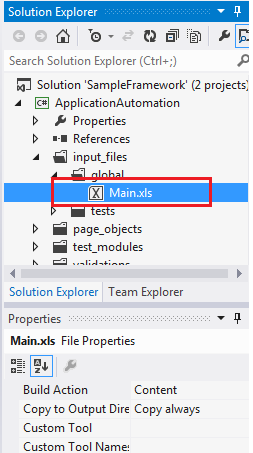 Solution Explorer
Search Solution Explorer (Ctrl+;)
Solution 'SampleFramework' (2 projects)
C# ApplicationAutomation
Properties
References
input_files
global
Main.xls
tests
page_objects
test_modules
validations
Solution Explorer Team Explorer
Properties
Main.xls File Properties
Build Action Content
Copy to Output Dire Copy always
Custom Tool
Custom Tool Names